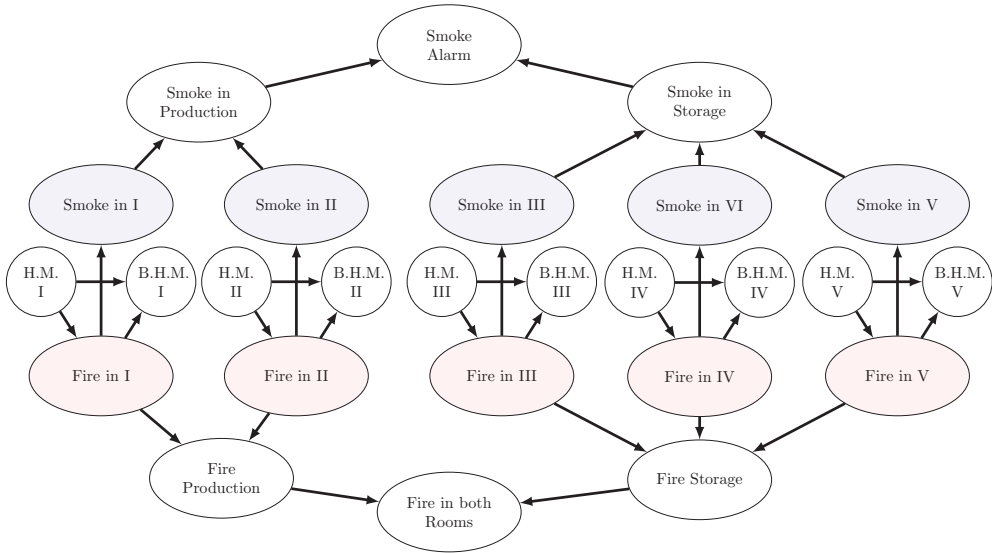 Smoke
Alarm
Smoke in
Production
Smoke in
Storage
Smoke in I
Smoke in II
Smoke in III
Smoke in VI
Smoke in V
H.M.
I
B.H.M.
I
H.M.
II
B.H.M.
II
H.M.
III
B.H.M.
III
H.M.
IV
B.H.M.
IV
H.M.
V
B.H.M.
V
Fire in I
Fire in II
Fire in III
Fire in IV
Fire in V
Fire
Production
Fire Storage
Fire in both
Rooms